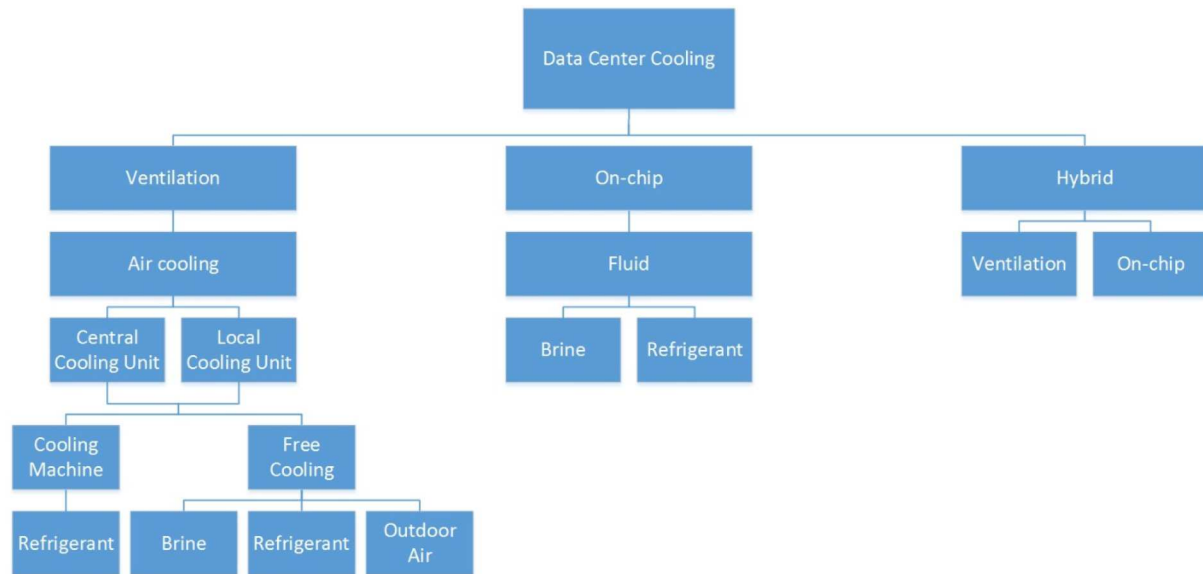 Data Center Cooling
Ventilation
On-chip
Hybrid
Air cooling
Fluid
Ventilation
On-chip
Central
Cooling Unit
Local
Cooling Unit
Brine
Refrigerant
Cooling
Machine
Free
Cooling
Refrigerant
Brine
Refrigerant
Outdoor
Air